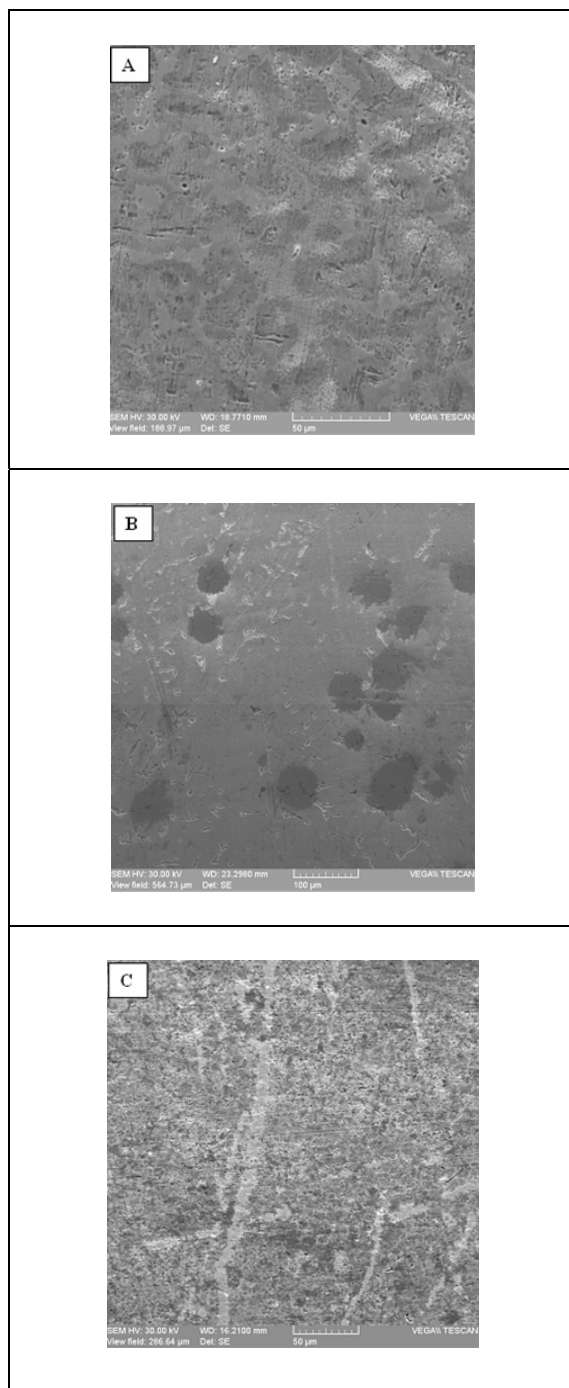 A
SEM HV: 30.00 kV WD: 18.7710 mm VEGA\\ TESCAN
View field: 188.97 µm Det: SE 50 µm
B
SEM HV: 30.00 kV WD: 23.2980 mm VEGA\\ TESCAN
View field: 564.73 µm Det: SE 100 µm
C
SEM HV: 30.00 kV WD: 16.2100 mm VEGA\\ TESCAN
View field: 286.64 µm Det: SE 50 µm